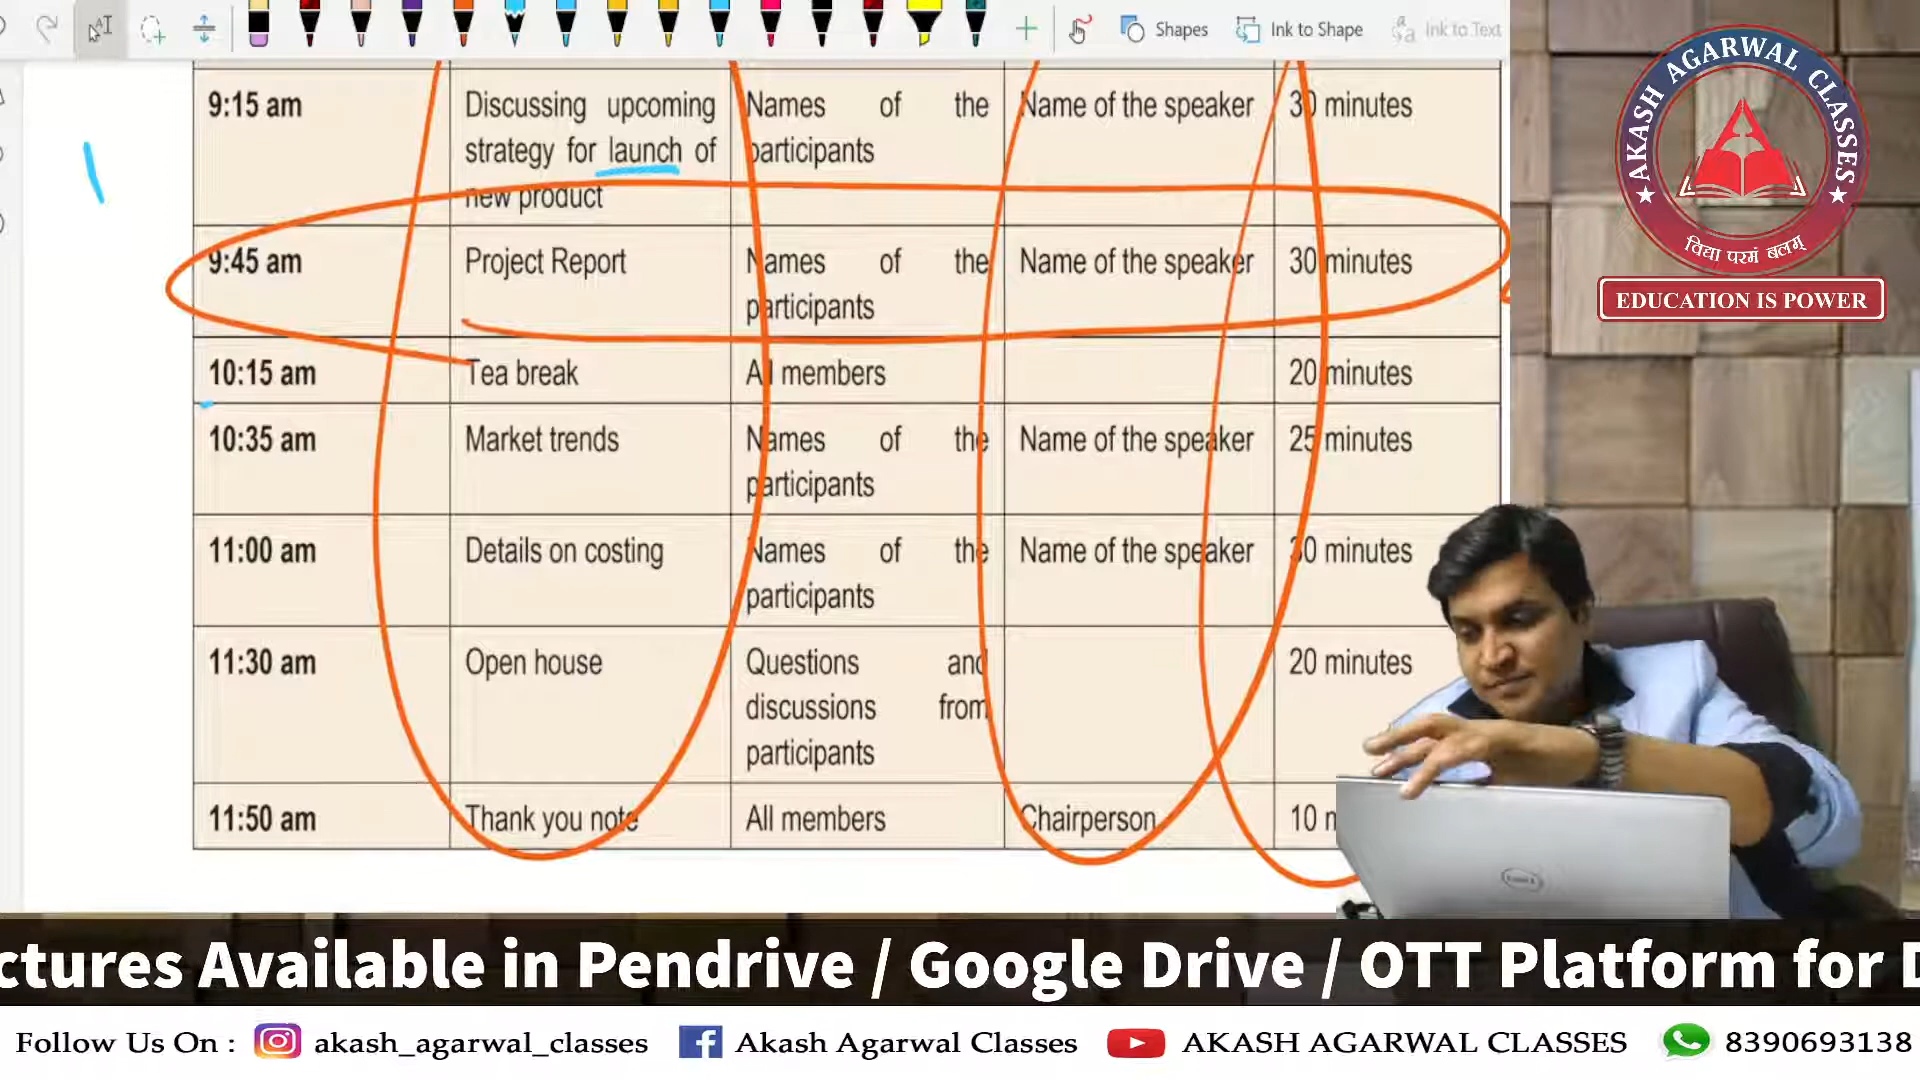 Shapes Ink to Shape Ink to Text
9:15 am Discussing upcoming Names of the Name of the speaker 30 minutes
strategy for launch of participants
new product
9:45 am Project Report Names of the Name of the speaker 30 minutes
participants
10:15 am Tea break All members 20 minutes
10:35 am Market trends Names of the Name of the speaker 25 minutes
participants
11:00 am Details on costing Names of the Name of the speaker 30 minutes
participants
11:30 am Open house Questions and 20 minutes
discussions from
participants
11:50 am Thank you note All members Chairperson 10
AKASH AGARWAL CLASSES
विद्या परमं बलम्
EDUCATION IS POWER
ctures Available in Pendrive / Google Drive / OTT Platform for
Follow Us On : akash_agarwal_classes Akash Agarwal Classes AKASH AGARWAL CLASSES 8390693138